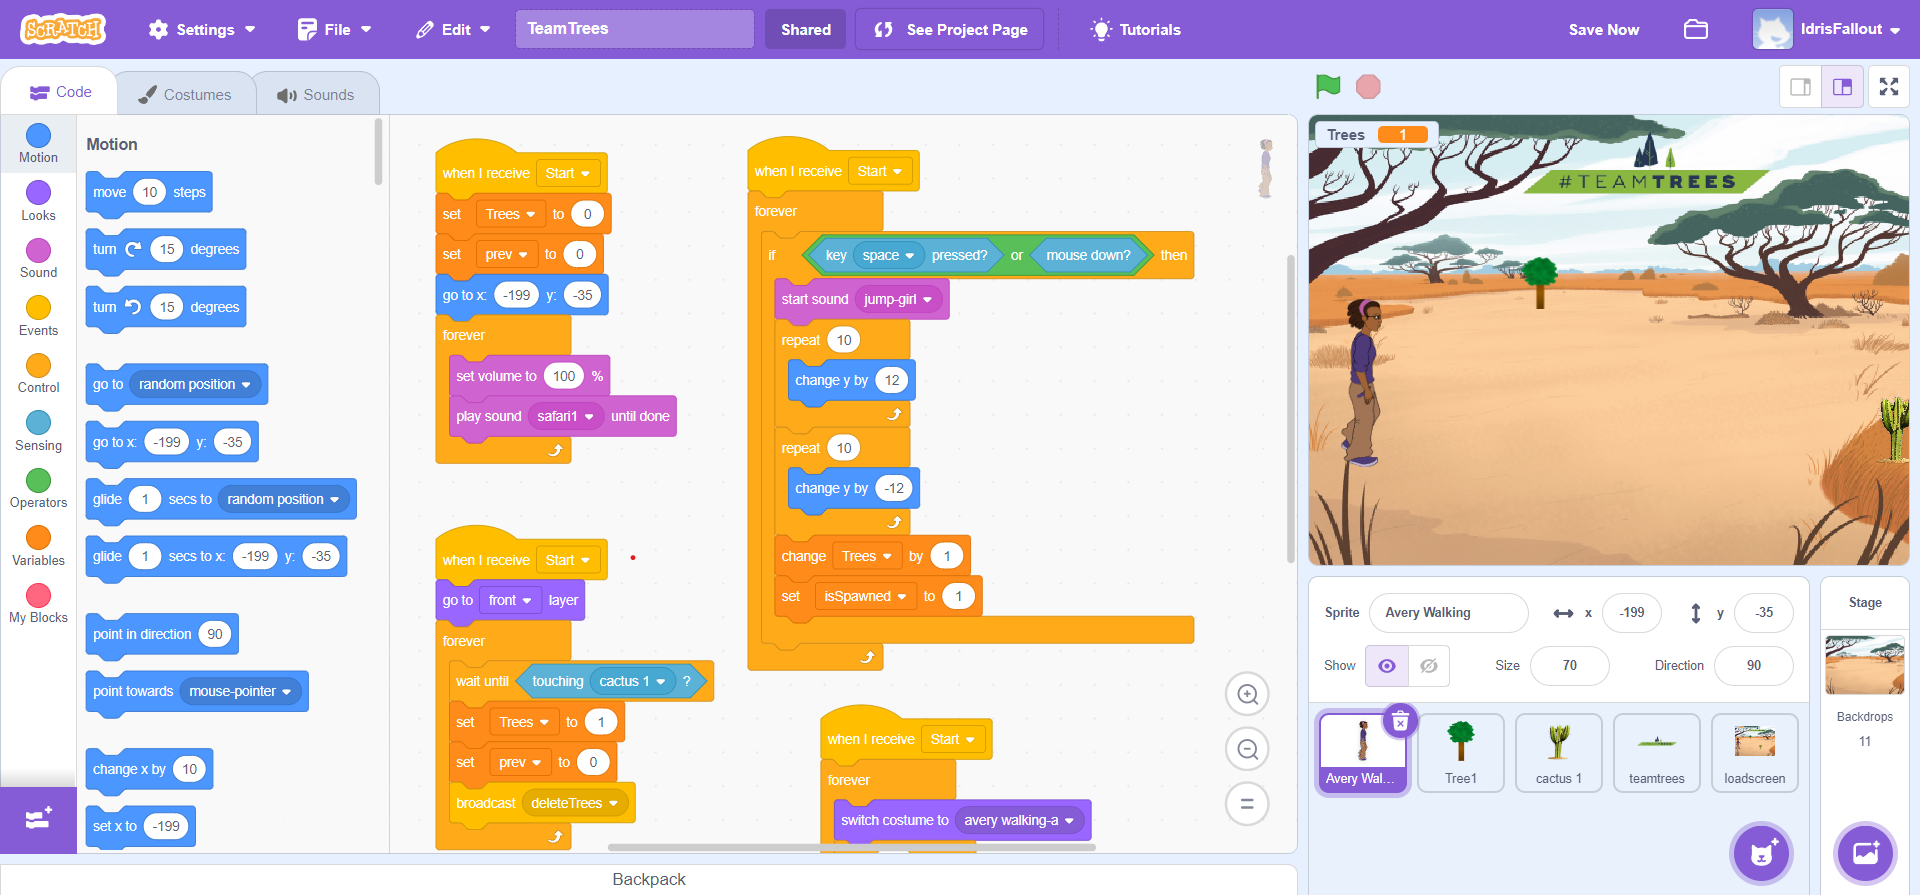 SCRATCH
Settings
File
Edit
TeamTrees
Shared
See Project Page
Tutorials
Save Now
IdrisFallout
Code
Costumes
Sounds
Motion
Looks
Sound
Events
Control
Sensing
Operators
Variables
My Blocks
Motion
move 10 steps
turn 15 degrees
turn 15 degrees
go to random position
go to x: -199 y: -35
glide 1 secs to random position
glide 1 secs to x: -199 y: -35
point in direction 90
point towards mouse-pointer
change x by 10
set x to -199
when I receive Start
set Trees to 0
set prev to 0
go to x: -199 y: -35
forever
set volume to 100 %
play sound safari1 until done
when I receive Start
go to front layer
forever
wait until touching cactus 1 ?
set Trees to 1
set prev to 0
broadcast deleteTrees
when I receive Start
forever
if key space pressed? or mouse down? then
start sound jump-girl
repeat 10
change y by 12
repeat 10
change y by -12
change Trees by 1
set isSpawned to 1
when I receive Start
forever
switch costume to avery walking-a
Backpack
Trees 1
#TEAMTREES
Sprite Avery Walking x -199 y -35
Show Size 70 Direction 90
Avery Wal...
Tree1
cactus 1
teamtrees
loadscreen
Stage
Backdrops
11